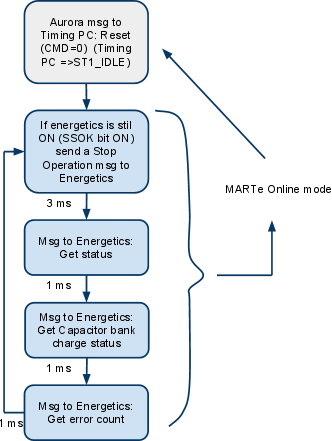 Aurora msg to
Timing PC: Reset
(CMD=0) (Timing
PC =>ST1_IDLE)
If energetics is stil
ON (SSOK bit ON)
send a Stop
Operation msg to
Energetics
MARTe Online mode
3 ms
Msg to Energetics:
Get status
1 ms
Msg to Energetics:
Get Capacitor bank
charge status
1 ms
Msg to Energetics:
Get error count
1 ms